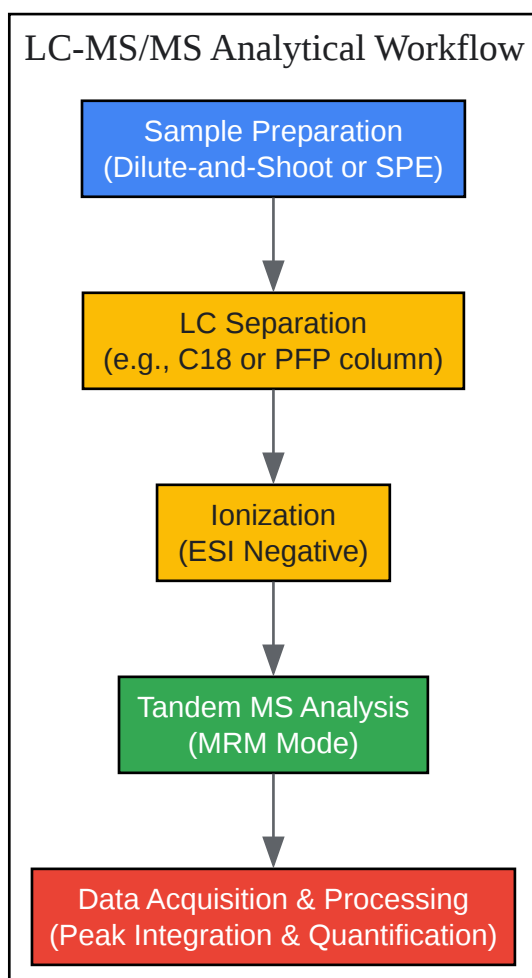 LC-MS/MS Analytical Workflow
Sample Preparation
(Dilute-and-Shoot or SPE)
LC Separation
(e.g., C18 or PFP column)
Ionization
(ESI Negative)
Tandem MS Analysis
(MRM Mode)
Data Acquisition & Processing
(Peak Integration & Quantification)